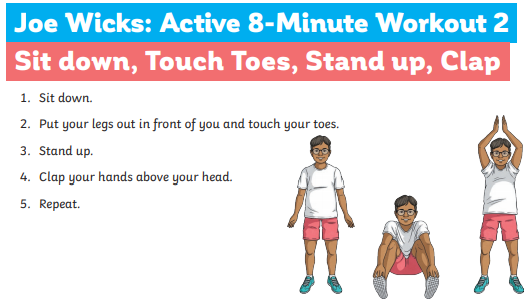 Joe Wicks: Active 8-Minute Workout 2
Sit down, Touch Toes, Stand up, Clap
1. Sit down.
2. Put your legs out in front of you and touch your toes.
3. Stand up.
4. Clap your hands above your head.
5. Repeat.